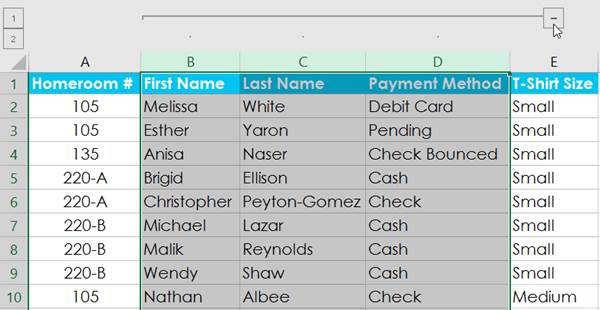 1
2
A B C D E
1 Homeroom # First Name Last Name Payment Method T-Shirt Size
2 105 Melissa White Debit Card Small
3 105 Esther Yaron Pending Small
4 135 Anisa Naser Check Bounced Small
5 220-A Brigid Ellison Cash Small
6 220-A Christopher Peyton-Gomez Check Small
7 220-B Michael Lazar Cash Small
8 220-B Malik Reynolds Cash Small
9 220-B Wendy Shaw Cash Small
10 105 Nathan Albee Check Medium